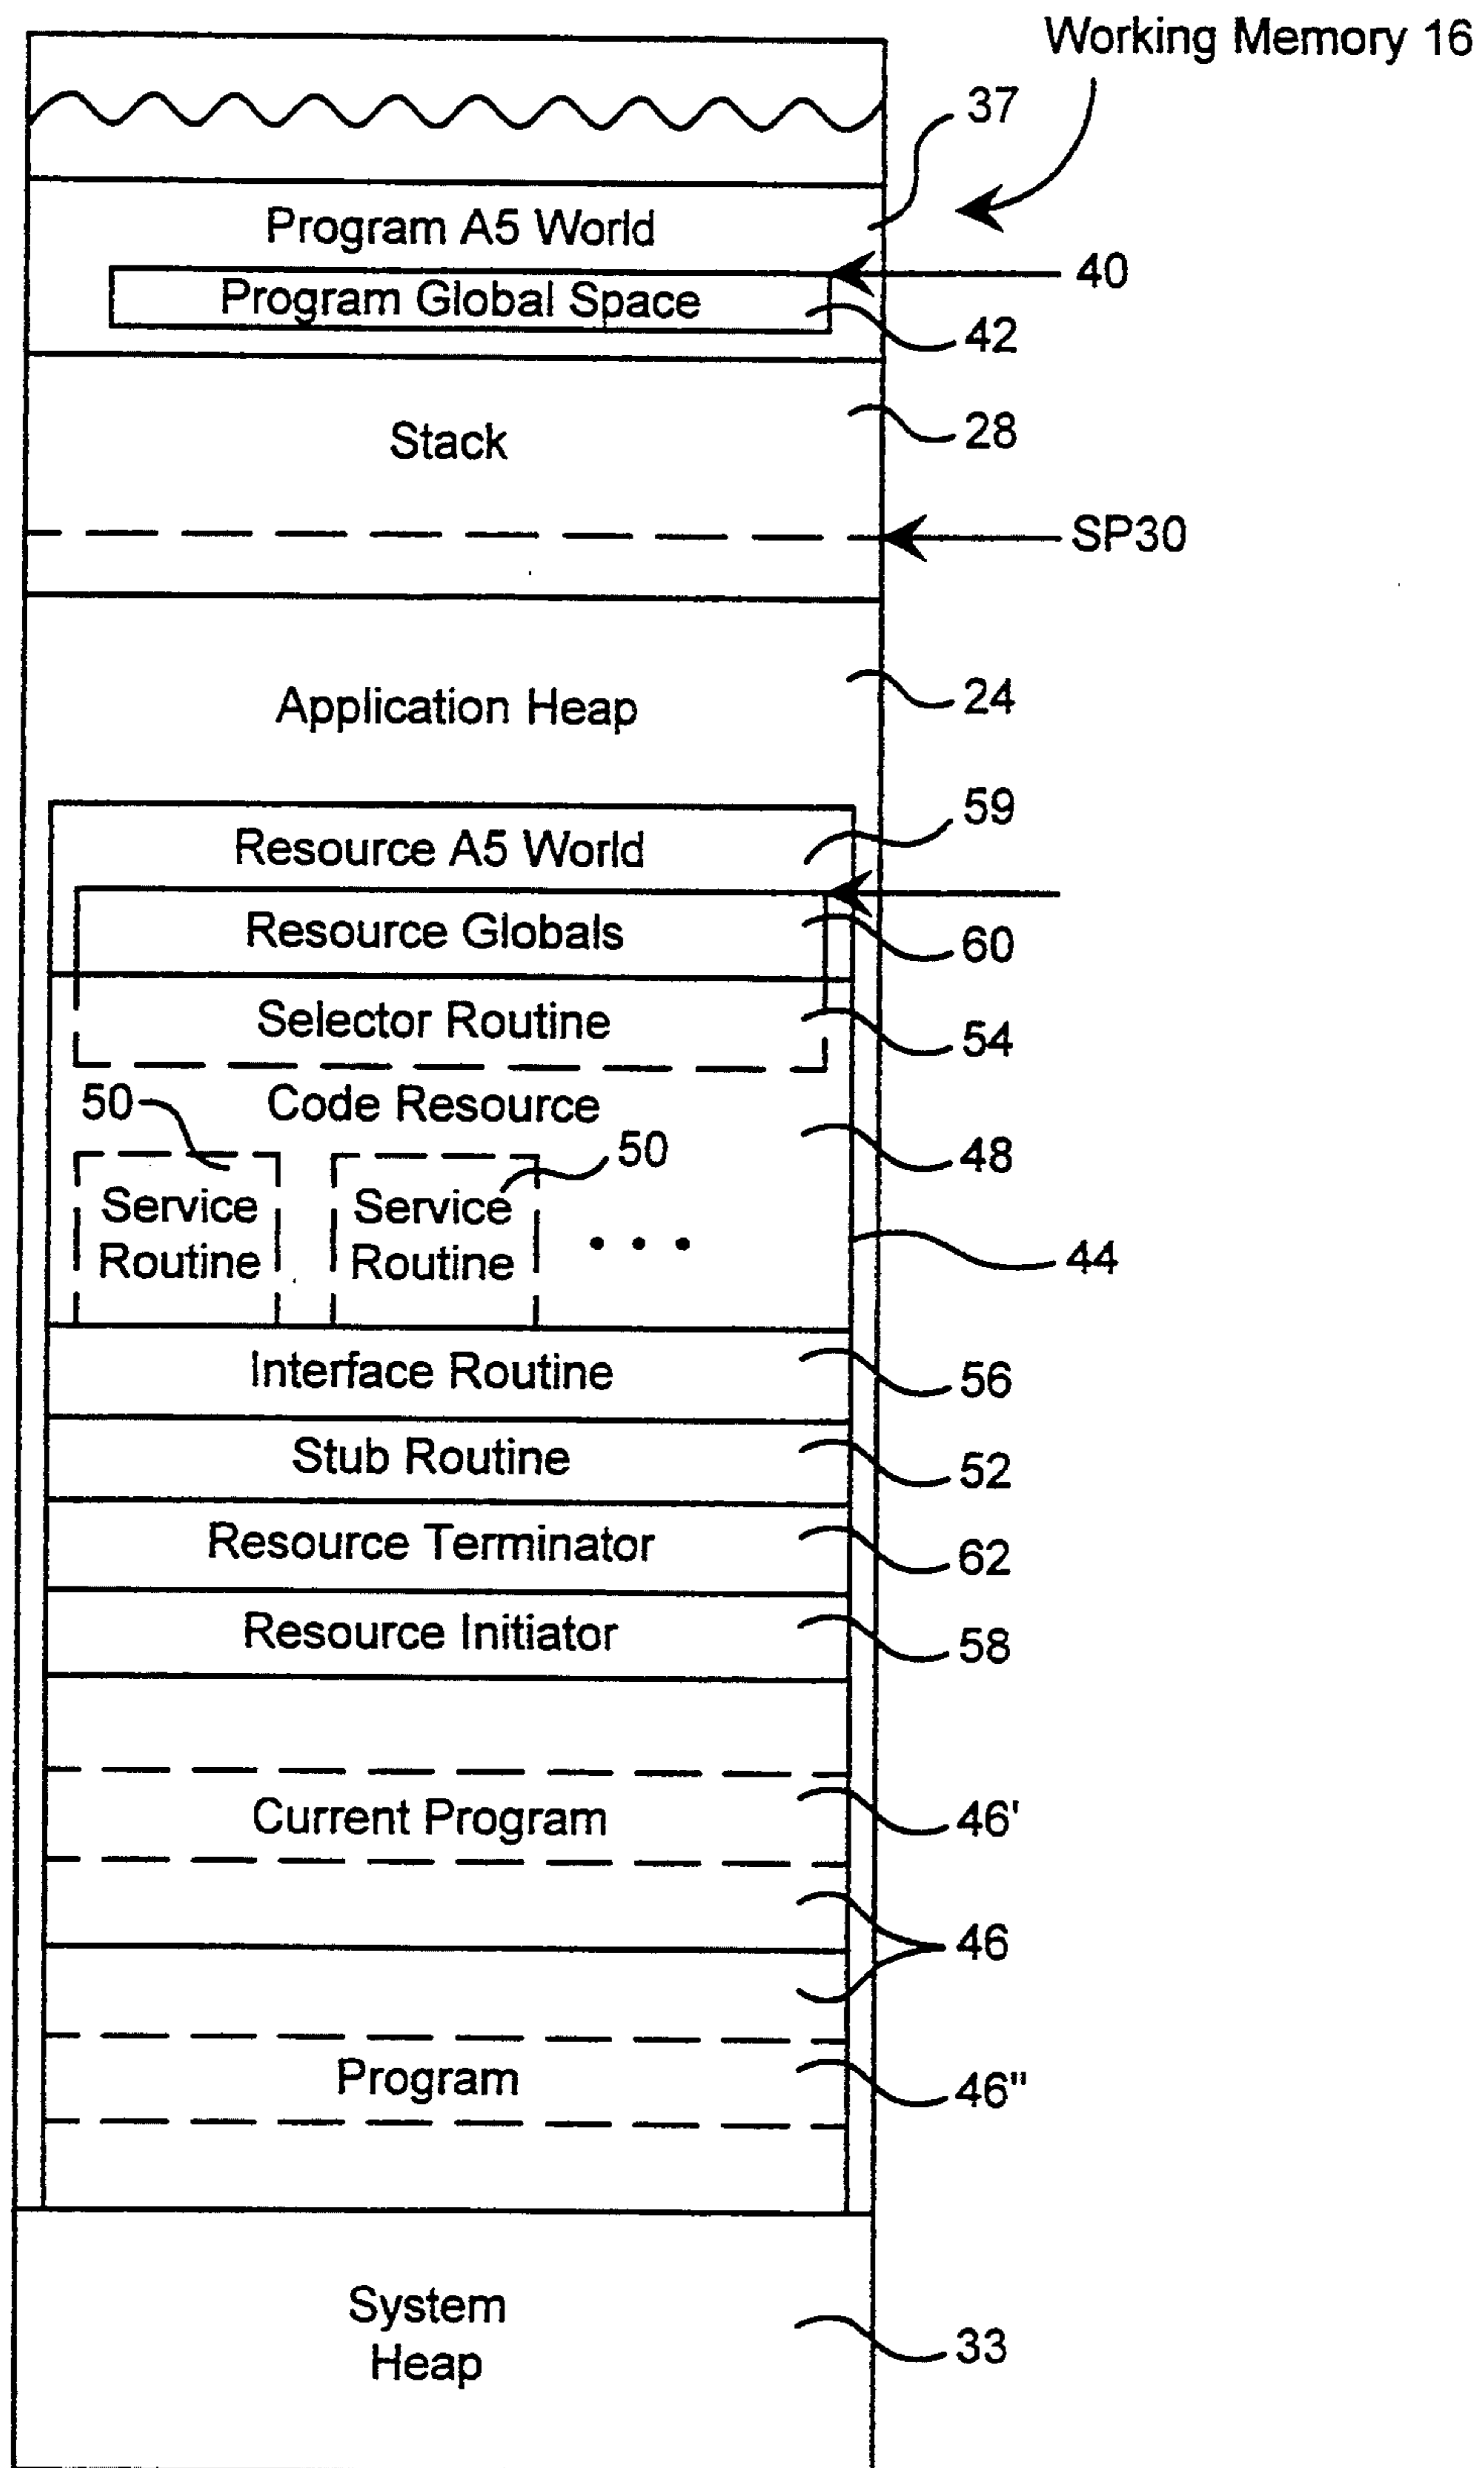 Working Memory 16
37
Program A5 World
40
Program Global Space
42
Stack
28
SP30
Application Heap
24
59
Resource A5 World
Resource Globals
60
Selector Routine
54
50
Code Resource
50
48
Service
Routine
Service
Routine
• • •
44
Interface Routine
56
Stub Routine
52
Resource Terminator
62
Resource Initiator
58
Current Program
46'
46
Program
46"
System
Heap
33